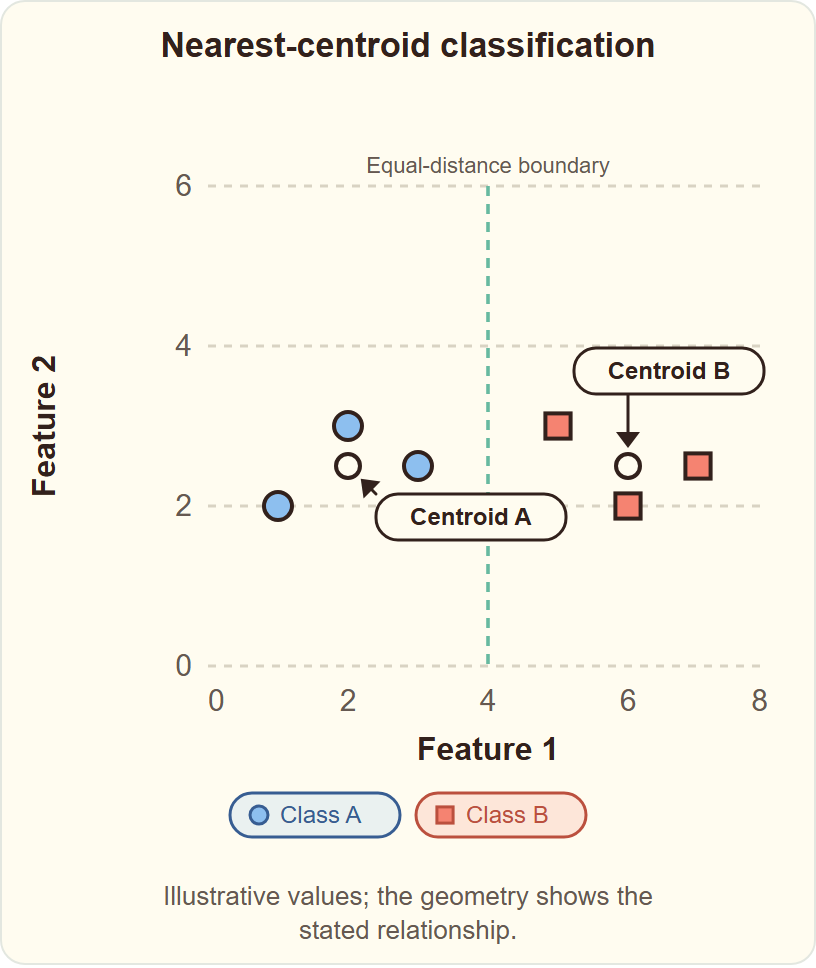 Nearest-centroid classification
Equal-distance boundary
6
4
2
0
Feature 2
Centroid B
Centroid A
0 2 4 6 8
Feature 1
Class A Class B
Illustrative values; the geometry shows the
stated relationship.